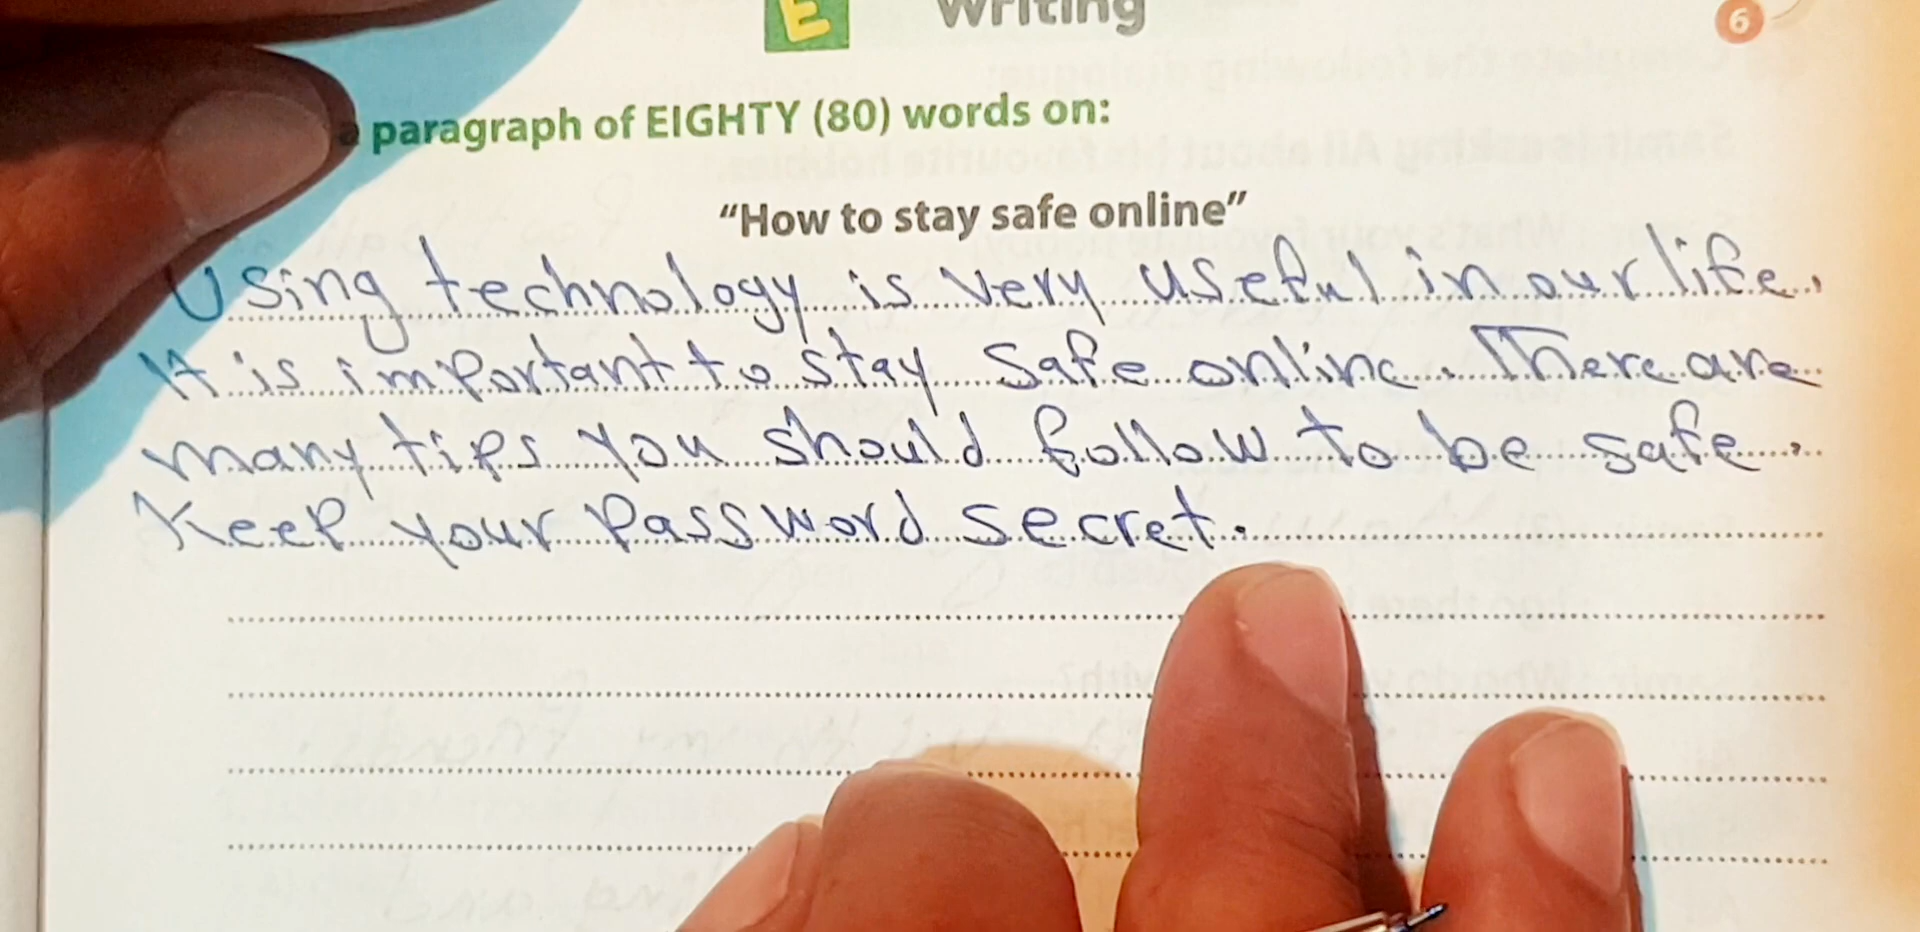 E Writing
6
a paragraph of EIGHTY (80) words on:
"How to stay safe online"
Using technology is very useful in our life.
It is important to stay safe online. There are
many tips you should follow to be safe.
Keep your password secret.